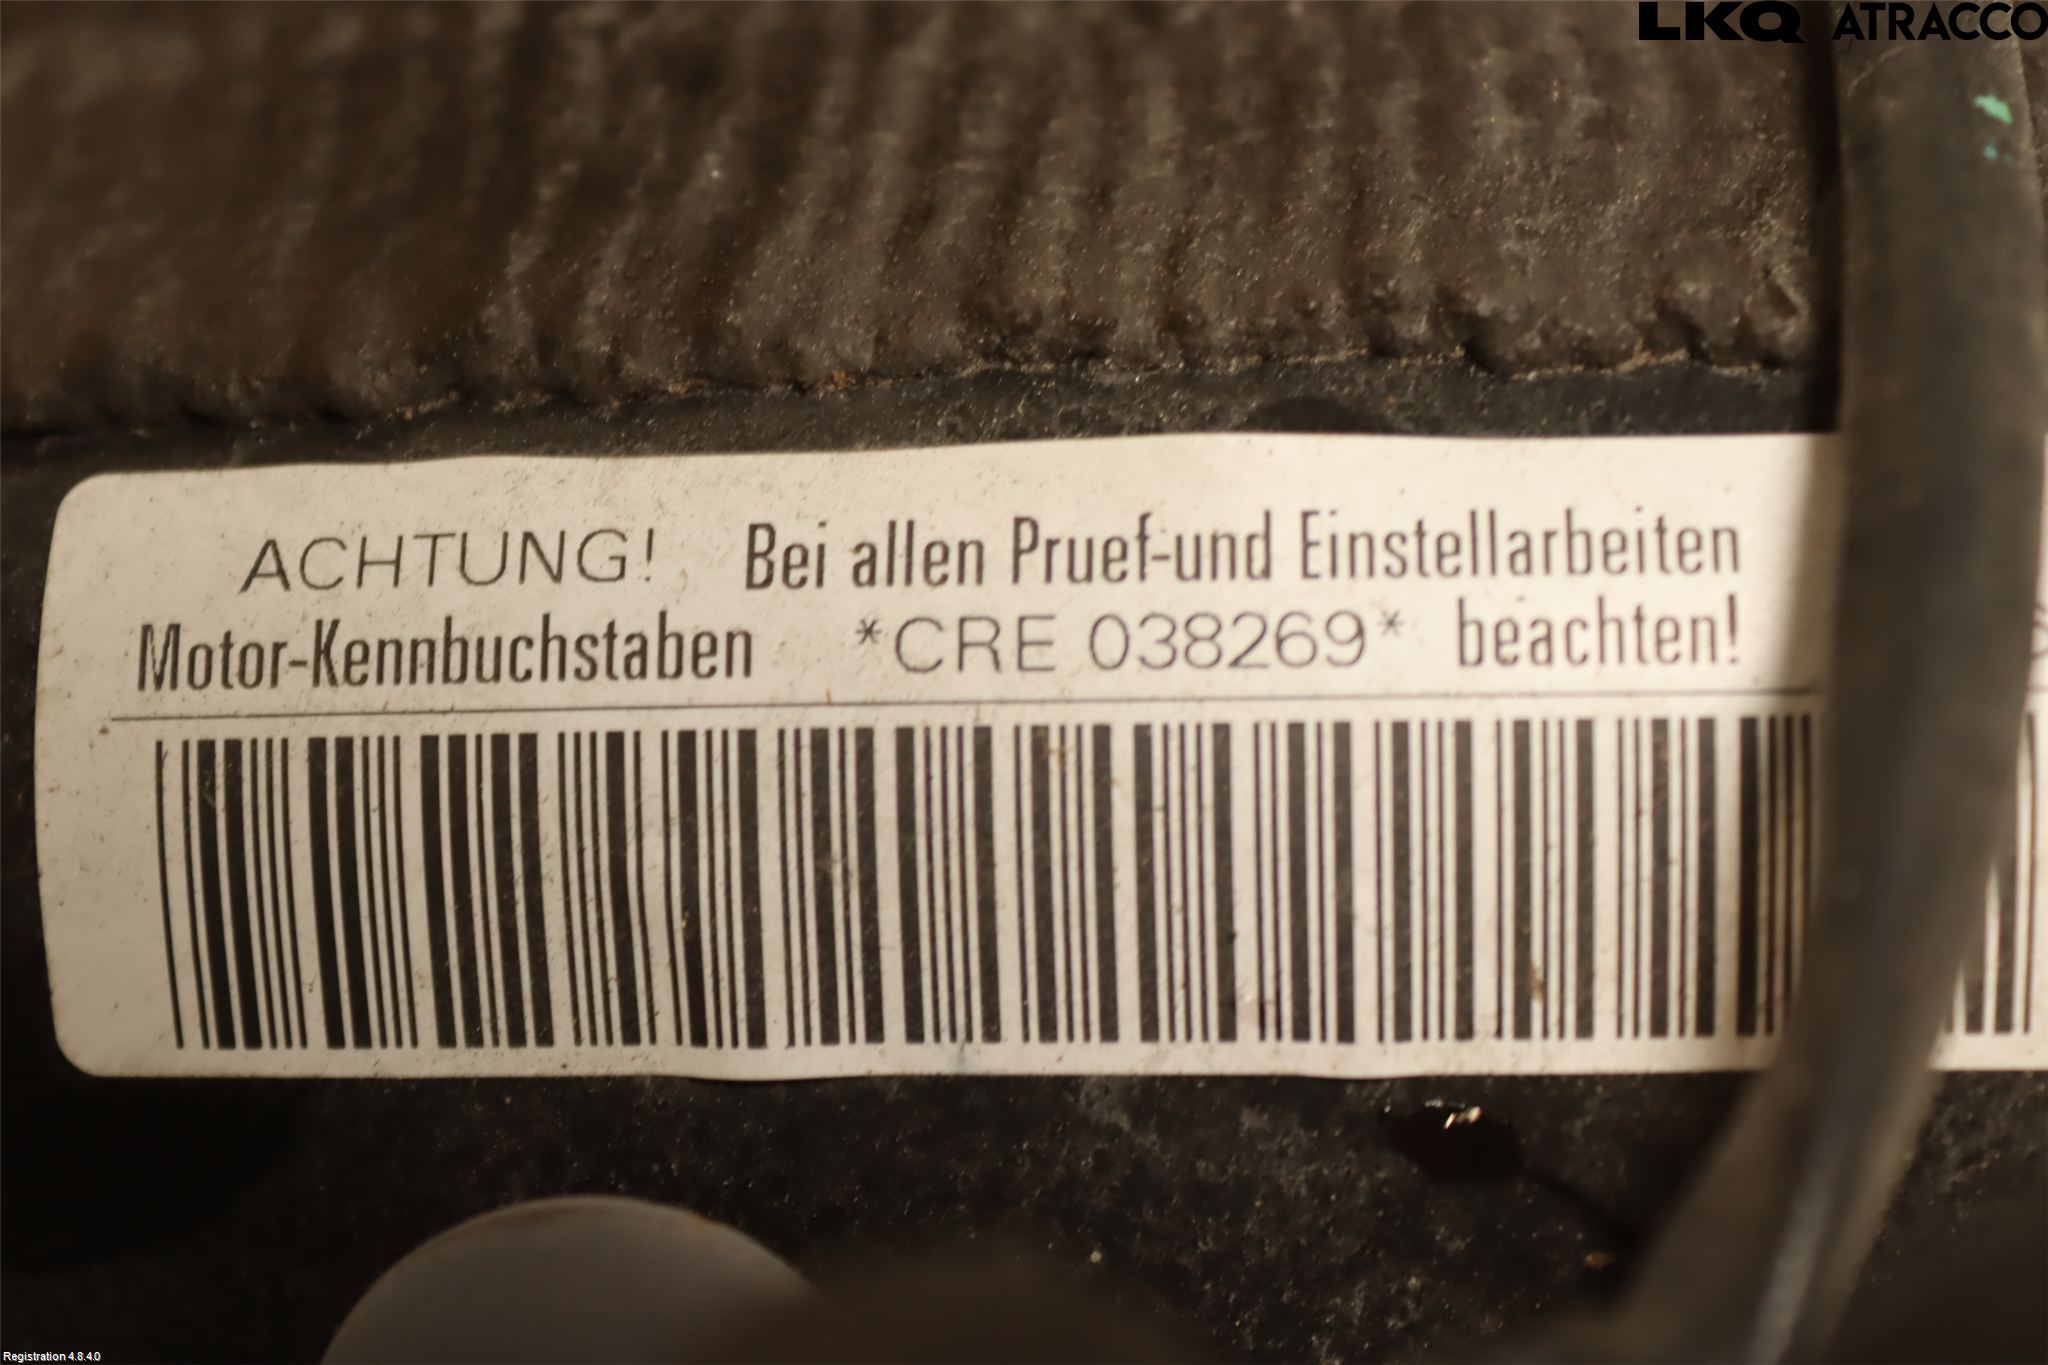 LKQ ATRACCO
ACHTUNG! Bei allen Pruef-und Einstellarbeiten
Motor-Kennbuchstaben *CRE 038269* beachten!
Registration 4.8.4.0